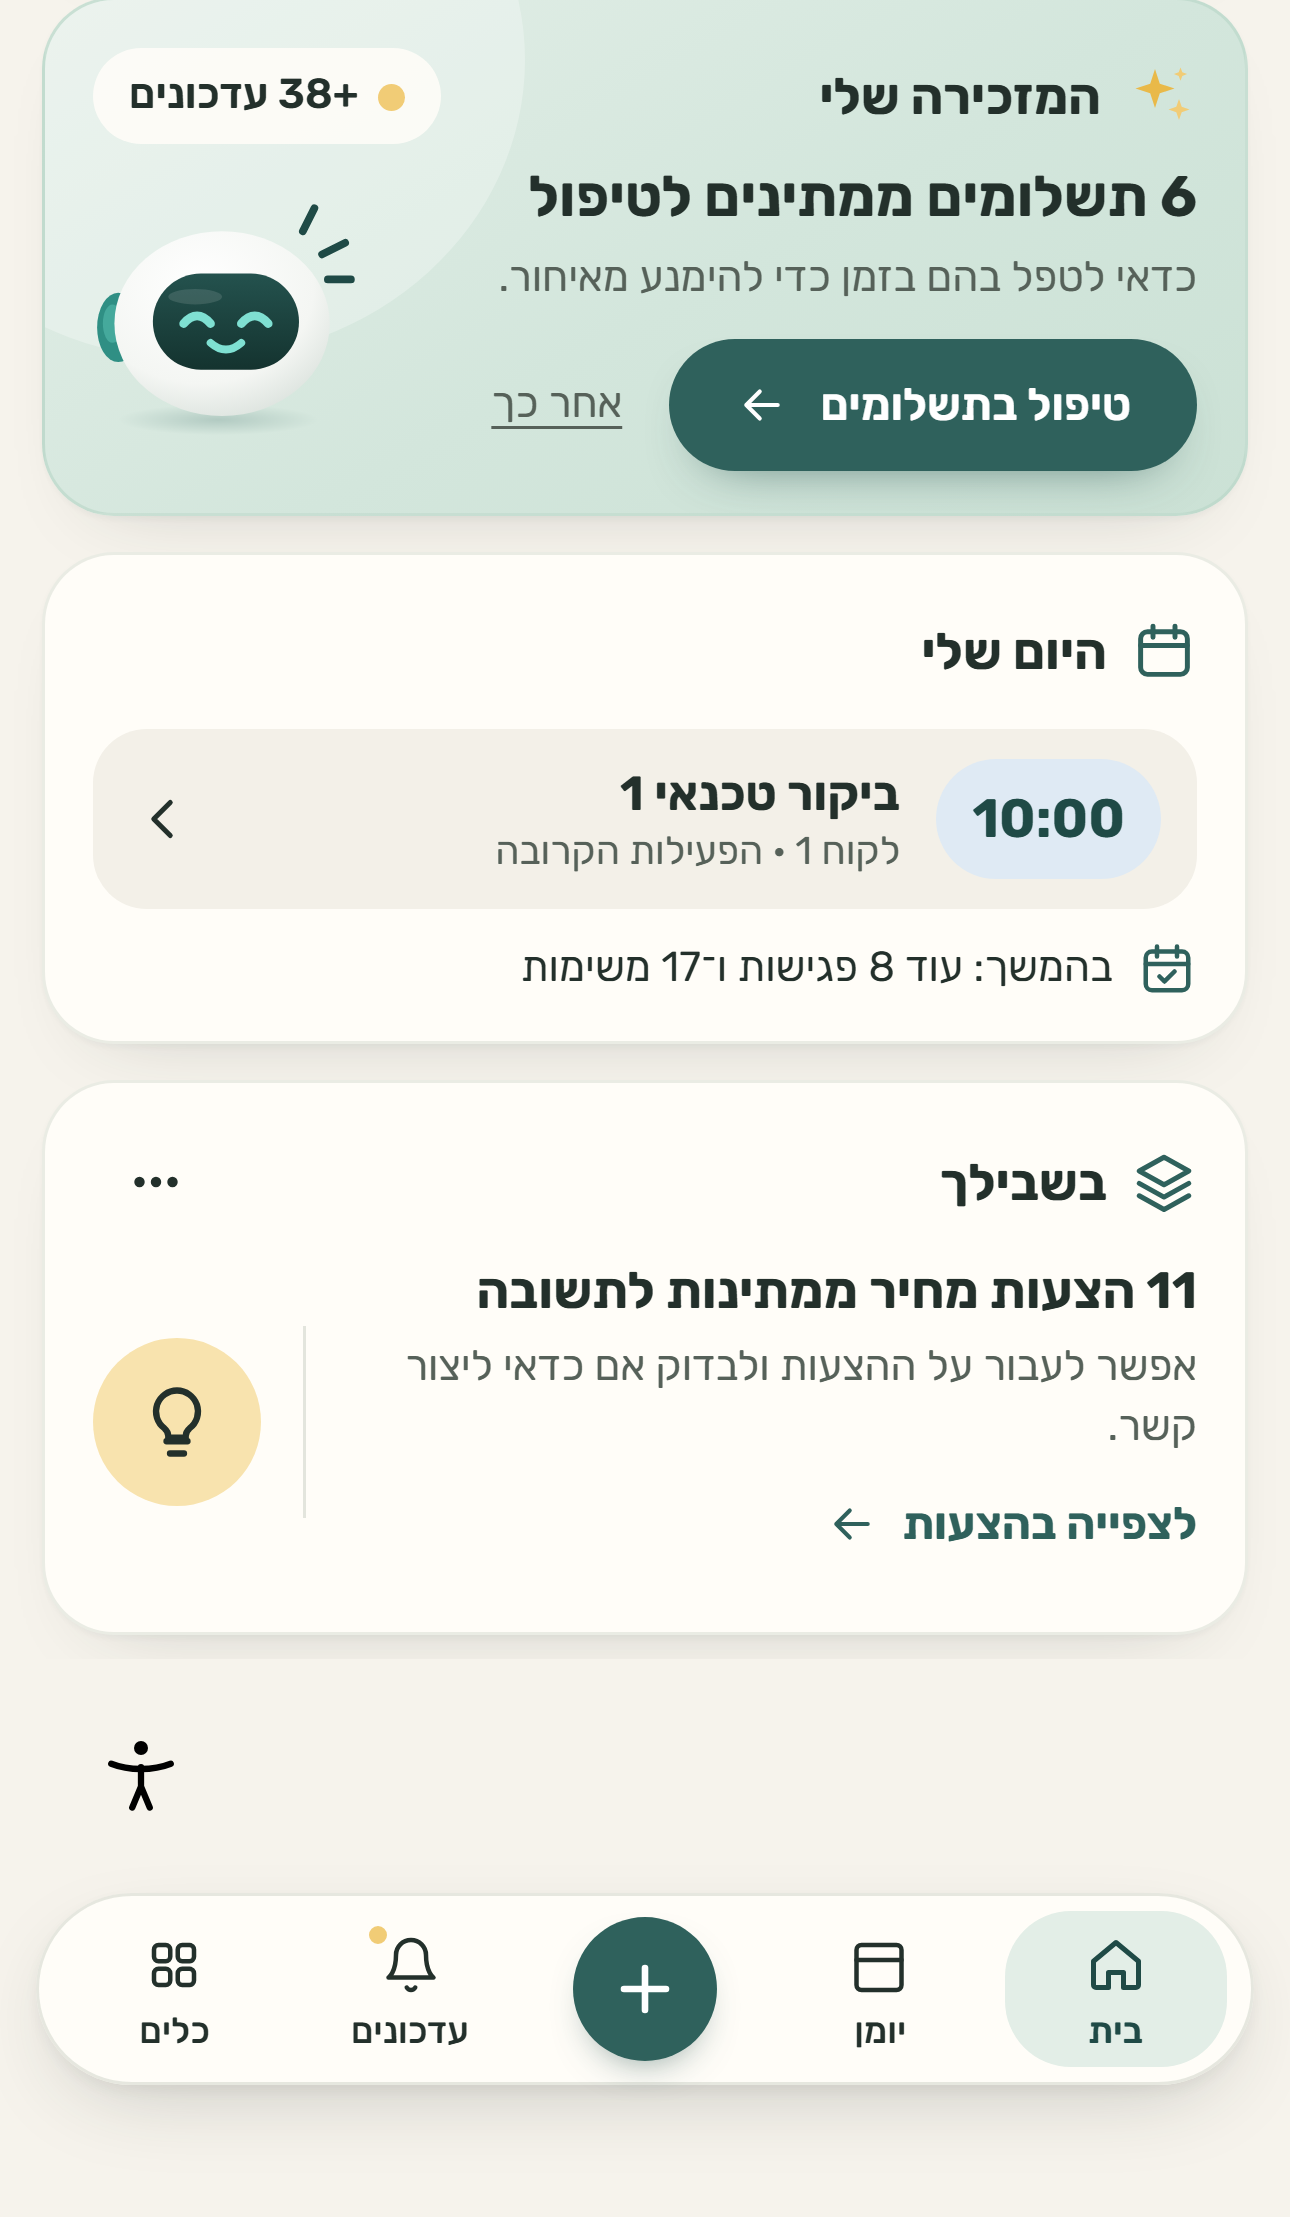 המזכירה שלי
+38 עדכונים
6 תשלומים ממתינים לטיפול
כדאי לטפל בהם בזמן כדי להימנע מאיחור.
טיפול בתשלומים
אחר כך
היום שלי
10:00
ביקור טכנאי 1
לקוח 1 • הפעילות הקרובה
בהמשך: עוד 8 פגישות ו־17 משימות
בשבילך
11 הצעות מחיר ממתינות לתשובה
אפשר לעבור על ההצעות ולבדוק אם כדאי ליצור
קשר.
לצפייה בהצעות
בית
יומן
עדכונים
כלים